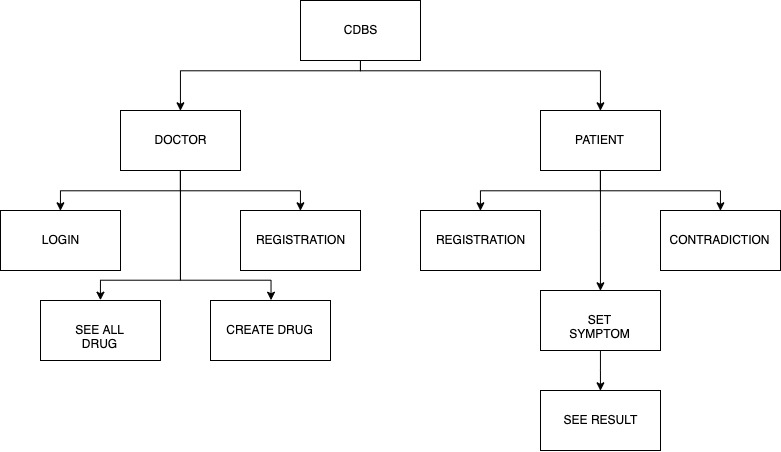 CDBS
DOCTOR
PATIENT
LOGIN
REGISTRATION
REGISTRATION
CONTRADICTION
SEE ALL
DRUG
CREATE DRUG
SET
SYMPTOM
SEE RESULT